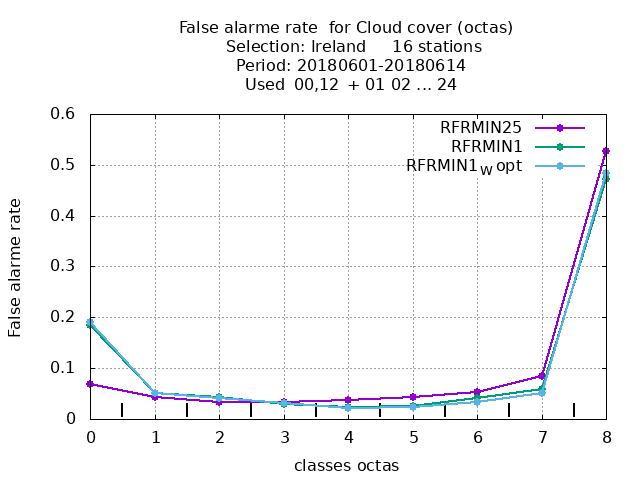 False alarme rate  for Cloud cover (octas)
Selection: Ireland     16 stations
Period: 20180601-20180614
Used  00,12  + 01 02 ... 24
RFRMIN25
RFRMIN1
RFRMIN1W opt
0.6
0.5
0.4
0.3
0.2
0.1
0
False alarme rate
0 1 2 3 4 5 6 7 8
classes octas